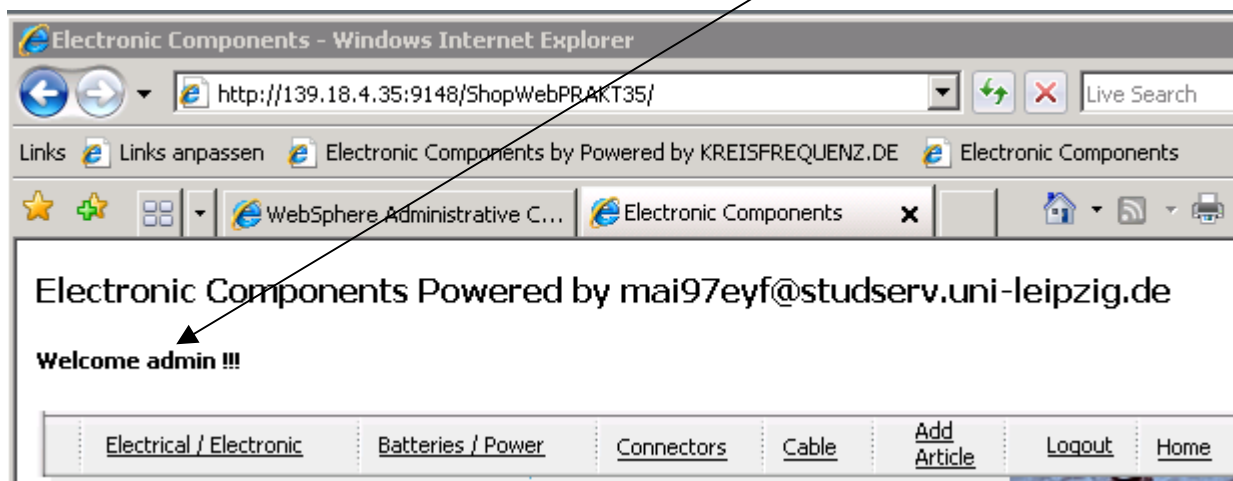 Electronic Components - Windows Internet Explorer
http://139.18.4.35:9148/ShopWebPRAKT35/
Live Search
Links Links anpassen Electronic Components by Powered by KREISFREQUENZ.DE Electronic Components
WebSphere Administrative C... Electronic Components
Electronic Components Powered by mai97eyf@studserv.uni-leipzig.de
Welcome admin !!!
Electrical / Electronic Batteries / Power Connectors Cable Add Article Logout Home